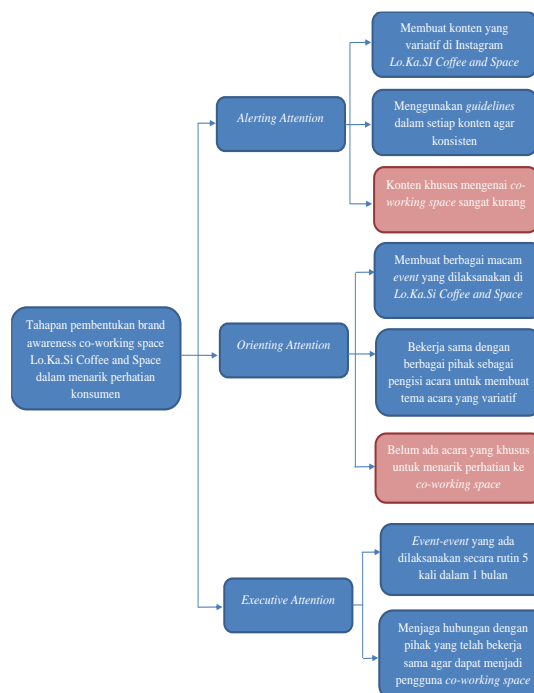 Membuat konten yang
variatif di Instagram
Lo.Ka.SI Coffee and Space
Alerting Attention
Menggunakan guidelines
dalam setiap konten agar
konsisten
Konten khusus mengenai co-
working space sangat kurang
Tahapan pembentukan brand
awareness co-working space
Lo.Ka.Si Coffee and Space
dalam menarik perhatian
konsumen
Membuat berbagai macam
event yang dilaksanakan di
Lo.Ka.Si Coffee and Space
Orienting Attention
Bekerja sama dengan
berbagai pihak sebagai
pengisi acara untuk membuat
tema acara yang variatif
Belum ada acara yang khusus
untuk menarik perhatian ke
co-working space
Event-event yang ada
dilaksanakan secara rutin 5
kali dalam 1 bulan
Executive Attention
Menjaga hubungan dengan
pihak yang telah bekerja
sama agar dapat menjadi
pengguna co-working space